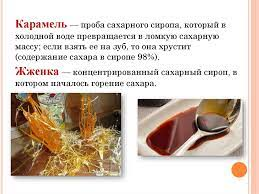 Карамель — проба сахарного сиропа, который в
холодной воде превращается в ломкую сахарную
массу; если взять ее на зуб, то она хрустит
(содержание сахара в сиропе 98%).
Жженка — концентрированный сахарный сироп, в
котором началось горение сахара.